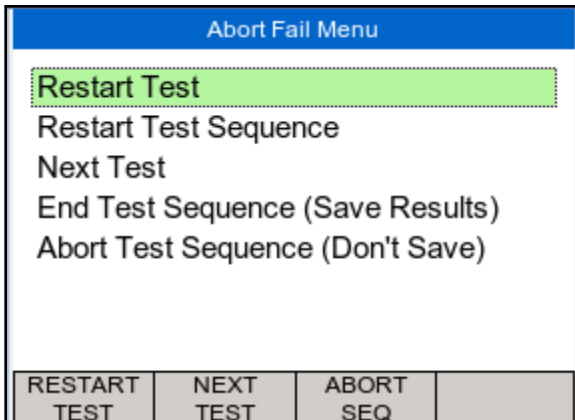 Abort Fail Menu
Restart Test
Restart Test Sequence
Next Test
End Test Sequence (Save Results)
Abort Test Sequence (Don't Save)
RESTART NEXT ABORT
TEST TEST SEQ